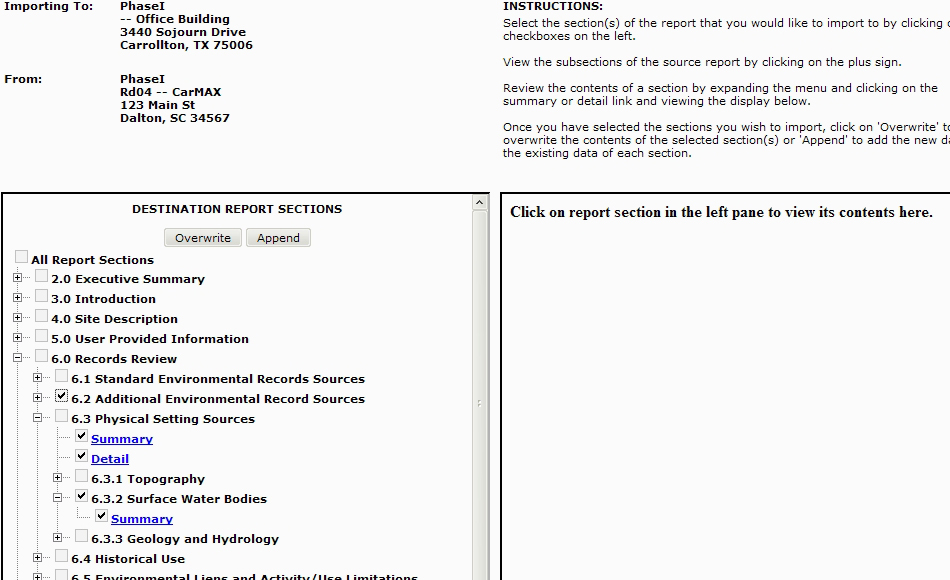 Importing To: PhaseI
-- Office Building
3440 Sojourn Drive
Carrollton, TX 75006
From: PhaseI
Rd04 -- CarMAX
123 Main St
Dalton, SC 34567
INSTRUCTIONS:
Select the section(s) of the report that you would like to import to by clicking
checkboxes on the left.
View the subsections of the source report by clicking on the plus sign.
Review the contents of a section by expanding the menu and clicking on the
summary or detail link and viewing the display below.
Once you have selected the sections you wish to import, click on 'Overwrite' to
overwrite the contents of the selected section(s) or 'Append' to add the new
the existing data of each section.
DESTINATION REPORT SECTIONS
Overwrite Append
All Report Sections
2.0 Executive Summary
3.0 Introduction
4.0 Site Description
5.0 User Provided Information
6.0 Records Review
6.1 Standard Environmental Records Sources
6.2 Additional Environmental Record Sources
6.3 Physical Setting Sources
Summary
Detail
6.3.1 Topography
6.3.2 Surface Water Bodies
Summary
6.3.3 Geology and Hydrology
6.4 Historical Use
6.5 Environmental Liens and Activity/Use Limitations
Click on report section in the left pane to view its contents here.